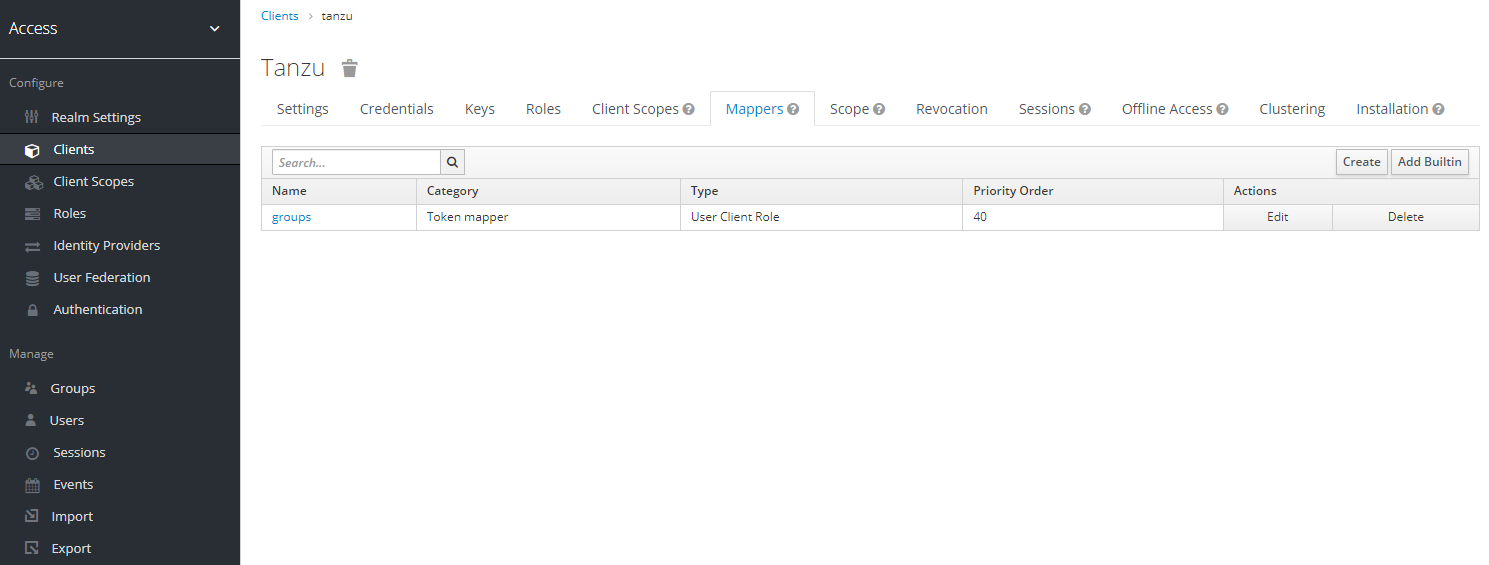 Access
Configure
Realm Settings
Clients
Client Scopes
Roles
Identity Providers
User Federation
Authentication
Manage
Groups
Users
Sessions
Events
Import
Export
Clients > tanzu
Tanzu
Settings Credentials Keys Roles Client Scopes ? Mappers ? Scope ? Revocation Sessions ? Offline Access ? Clustering Installation ?
Search... Create Add Builtin
Name Category Type Priority Order Actions
groups Token mapper User Client Role 40 Edit Delete